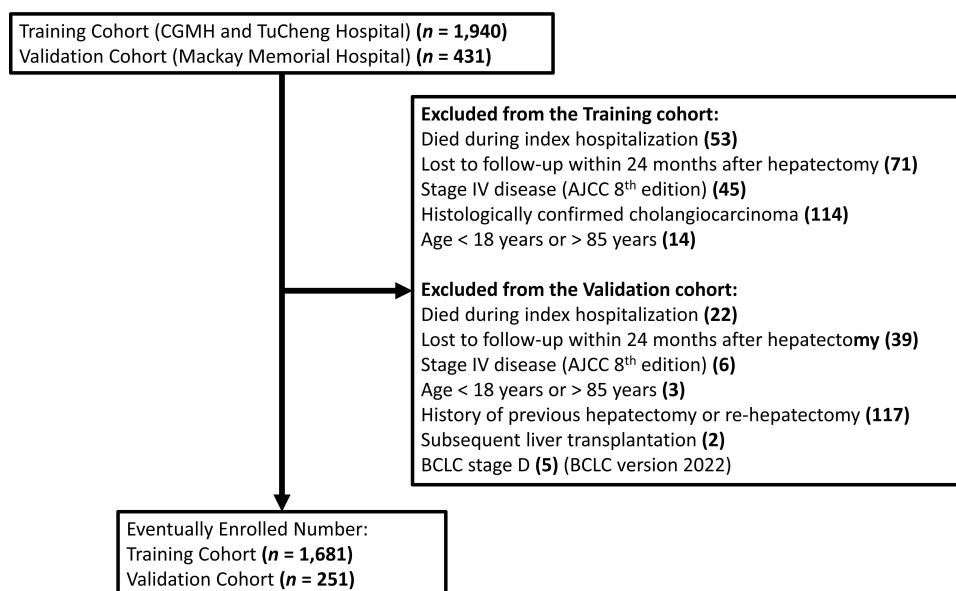 Training Cohort (CGMH and TuCheng Hospital) (n = 1,940)
Validation Cohort (Mackay Memorial Hospital) (n = 431)
Excluded from the Training cohort:
Died during index hospitalization (53)
Lost to follow-up within 24 months after hepatectomy (71)
Stage IV disease (AJCC 8th edition) (45)
Histologically confirmed cholangiocarcinoma (114)
Age < 18 years or > 85 years (14)
Excluded from the Validation cohort:
Died during index hospitalization (22)
Lost to follow-up within 24 months after hepatectomy (39)
Stage IV disease (AJCC 8th edition) (6)
Age < 18 years or > 85 years (3)
History of previous hepatectomy or re-hepatectomy (117)
Subsequent liver transplantation (2)
BCLC stage D (5) (BCLC version 2022)
Eventually Enrolled Number:
Training Cohort (n = 1,681)
Validation Cohort (n = 251)